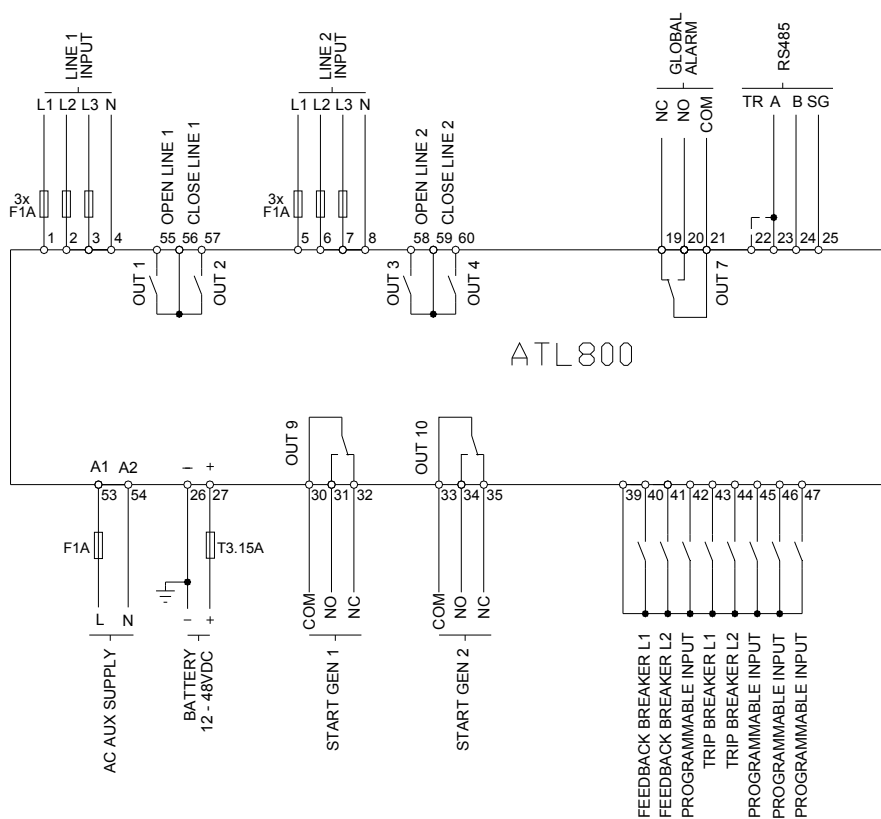 LINE 1
INPUT
L1 L2 L3 N
3x
F1A
1 2 3 4
OPEN LINE 1
CLOSE LINE 1
55 56 57
OUT 1
OUT 2
LINE 2
INPUT
L1 L2 L3 N
3x
F1A
5 6 7 8
OPEN LINE 2
CLOSE LINE 2
58 59 60
OUT 3
OUT 4
GLOBAL
ALARM
NC
NO
COM
19 20 21
OUT 7
RS485
TR A B SG
22 23 24 25
ATL800
A1 A2
53 54
F1A
L N
AC AUX SUPPLY
– +
26 27
T3.15A
– +
BATTERY
12 - 48VDC
OUT 9
30 31 32
COM
NO
NC
START GEN 1
OUT 10
33 34 35
COM
NO
NC
START GEN 2
39 40 41 42 43 44 45 46 47
FEEDBACK BREAKER L1
FEEDBACK BREAKER L2
PROGRAMMABLE INPUT
TRIP BREAKER L1
TRIP BREAKER L2
PROGRAMMABLE INPUT
PROGRAMMABLE INPUT
PROGRAMMABLE INPUT